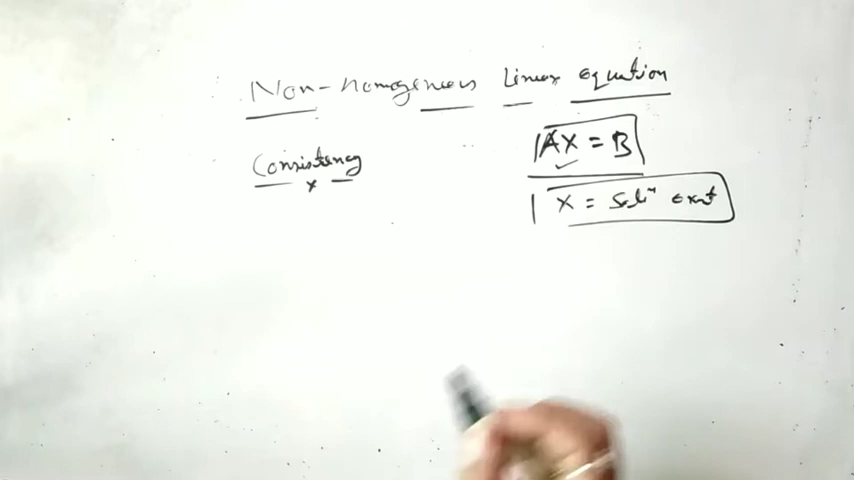 Non-homogeneous Linear equation
AX = B
Consistency
X = Solⁿ exist